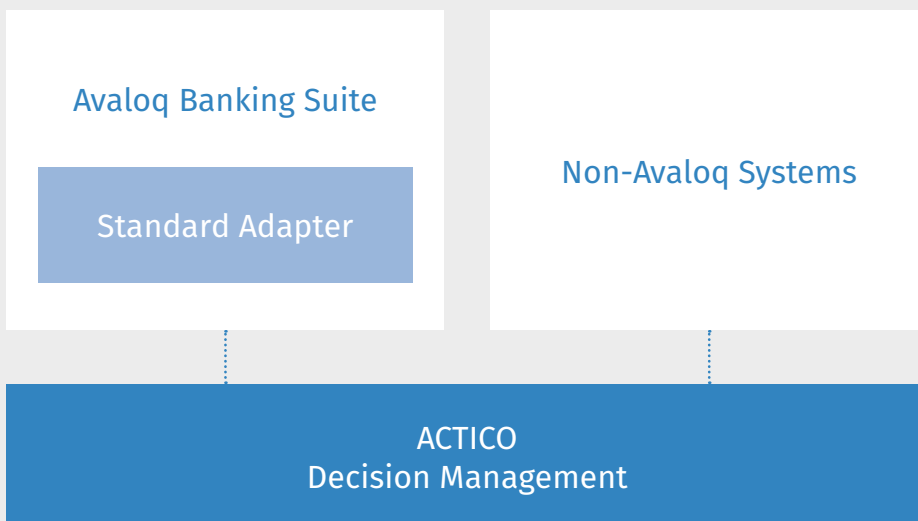 Avaloq Banking Suite
Standard Adapter
Non-Avaloq Systems
ACTICO
Decision Management